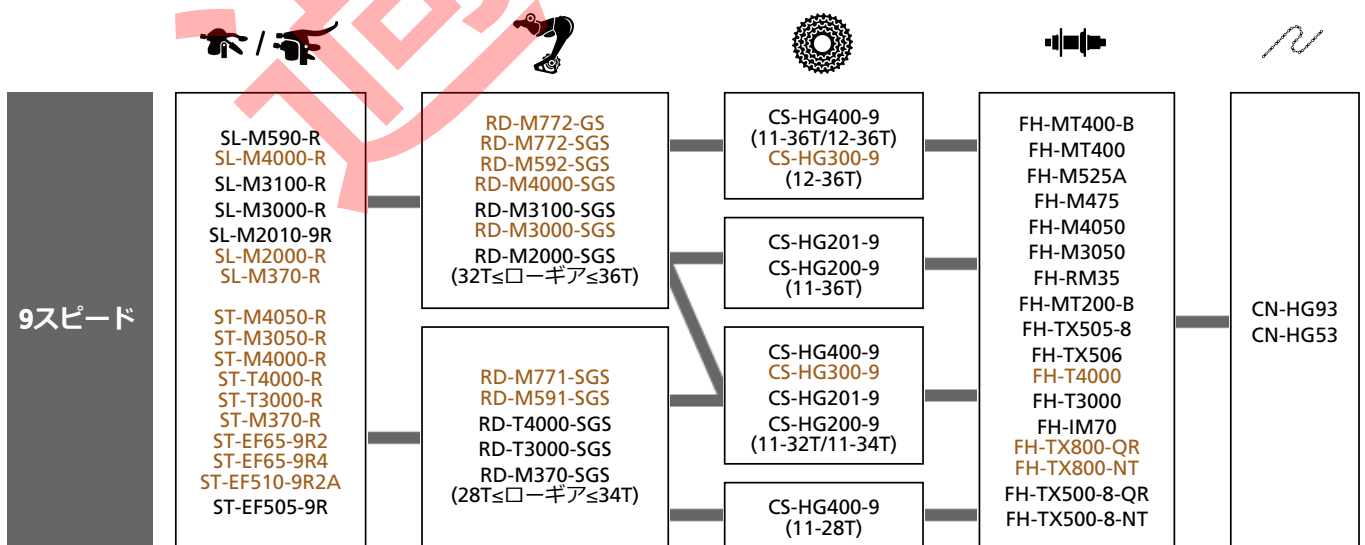 9スピード
SL-M590-R
SL-M4000-R
SL-M3100-R
SL-M3000-R
SL-M2010-9R
SL-M2000-R
SL-M370-R
ST-M4050-R
ST-M3050-R
ST-M4000-R
ST-T4000-R
ST-T3000-R
ST-M370-R
ST-EF65-9R2
ST-EF65-9R4
ST-EF510-9R2A
ST-EF505-9R
RD-M772-GS
RD-M772-SGS
RD-M592-SGS
RD-M4000-SGS
RD-M3100-SGS
RD-M3000-SGS
RD-M2000-SGS
(32T≤ローギア≤36T)
RD-M771-SGS
RD-M591-SGS
RD-T4000-SGS
RD-T3000-SGS
RD-M370-SGS
(28T≤ローギア≤34T)
CS-HG400-9
(11-36T/12-36T)
CS-HG300-9
(12-36T)
CS-HG201-9
CS-HG200-9
(11-36T)
CS-HG400-9
CS-HG300-9
CS-HG201-9
CS-HG200-9
(11-32T/11-34T)
CS-HG400-9
(11-28T)
FH-MT400-B
FH-MT400
FH-M525A
FH-M475
FH-M4050
FH-M3050
FH-RM35
FH-MT200-B
FH-TX505-8
FH-TX506
FH-T4000
FH-T3000
FH-IM70
FH-TX800-QR
FH-TX800-NT
FH-TX500-8-QR
FH-TX500-8-NT
CN-HG93
CN-HG53